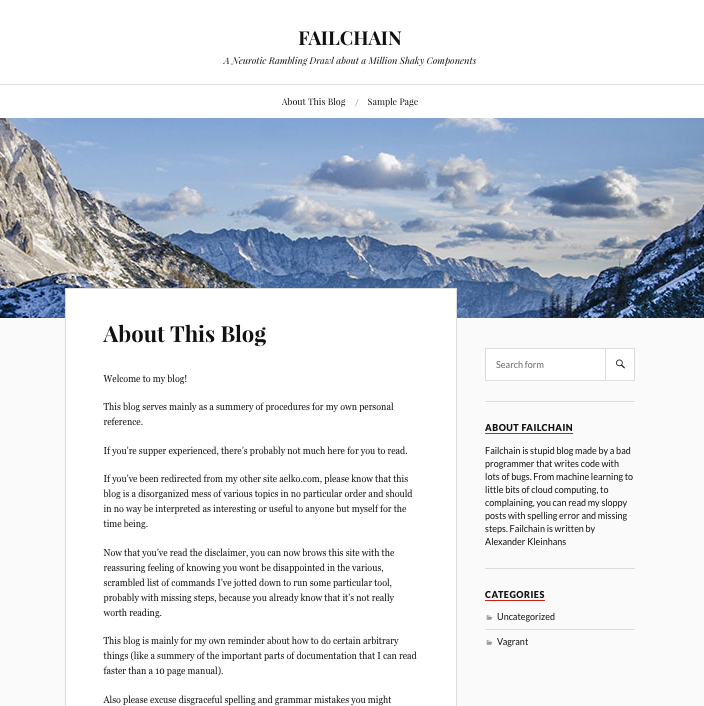 FAILCHAIN
A Neurotic Rambling Drawl about a Million Shaky Components
About This Blog / Sample Page
About This Blog
Welcome to my blog!
This blog serves mainly as a summery of procedures for my own personal
reference.
If you're supper experienced, there's probably not much here for you to read.
If you've been redirected from my other site aelko.com, please know that this
blog is a disorganized mess of various topics in no particular order and should
in no way be interpreted as interesting or useful to anyone but myself for the
time being.
Now that you've read the disclaimer, you can now brows this site with the
reassuring feeling of knowing you wont be disappointed in the various,
scrambled list of commands I've jotted down to run some particular tool,
probably with missing steps, because you already know that it's not really
worth reading.
This blog is mainly for my own reminder about how to do certain arbitrary
things (like a summery of the important parts of documentation that I can read
faster than a 10 page manual).
Also please excuse disgraceful spelling and grammar mistakes you might
Search form
ABOUT FAILCHAIN
Failchain is stupid blog made by a bad
programmer that writes code with
lots of bugs. From machine learning to
little bits of cloud computing, to
complaining, you can read my sloppy
posts with spelling error and missing
steps. Failchain is written by
Alexander Kleinhans
CATEGORIES
Uncategorized
Vagrant